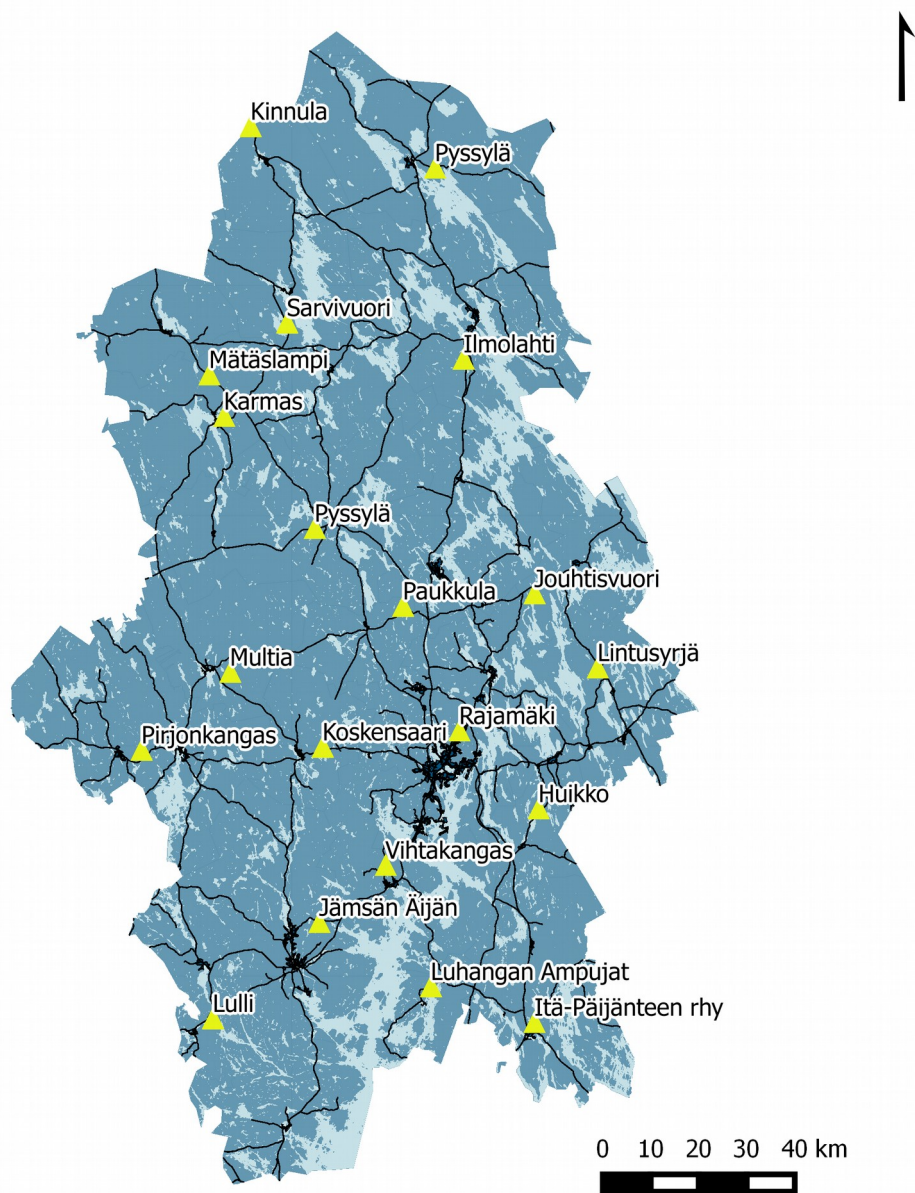 Kinnula
Pyssylä
Sarvivuori
Ilmolahti
Mätäslampi
Karmas
Pyssylä
Jouhtisvuori
Paukkula
Lintusyrjä
Multia
Rajamäki
Pirjonkangas
Koskensaari
Huikko
Vihtakangas
Jämsän Äijän
Luhangan Ampujat
Lulli
Itä-Päijänteen rhy
0 10 20 30 40 km